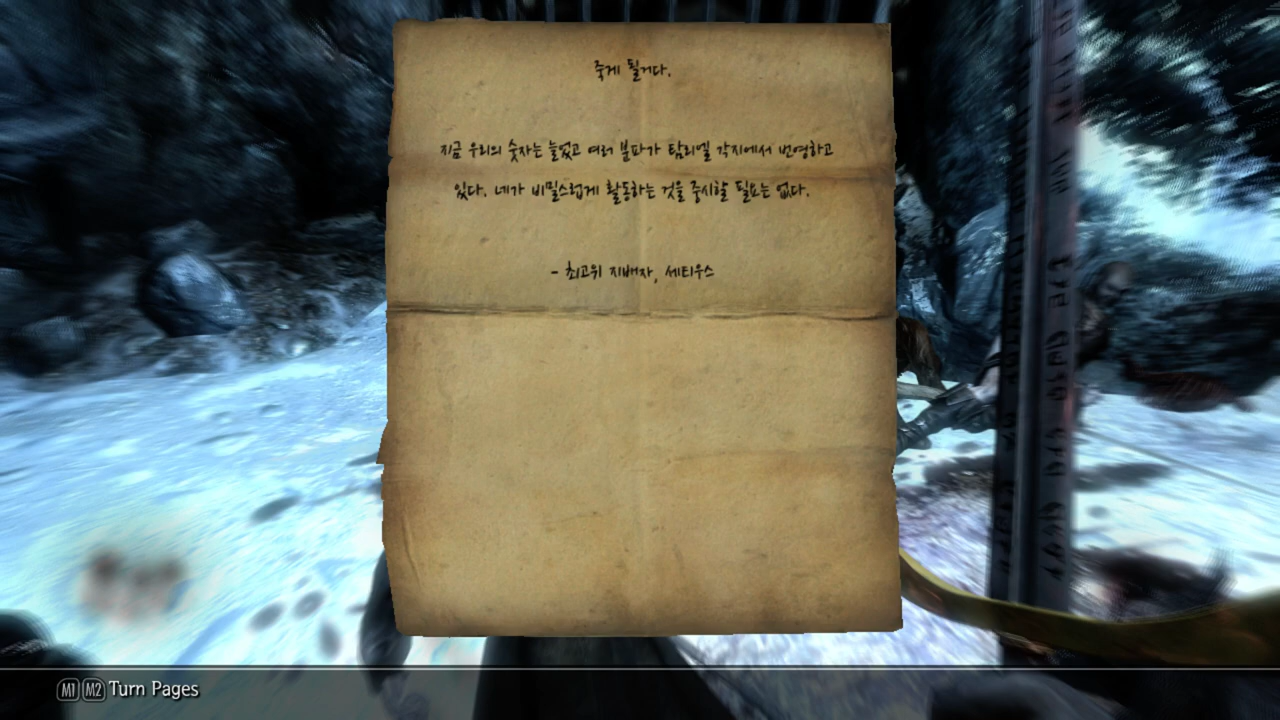 죽게 될거다.
지금 우리의 숫자는 늘었고 여러 분파가 탐리엘 각지에서 번영하고
있다. 네가 비밀스럽게 활동하는 것을 중시할 필요는 없다.
- 최고위 지배자, 세티우스
M1 M2 Turn Pages